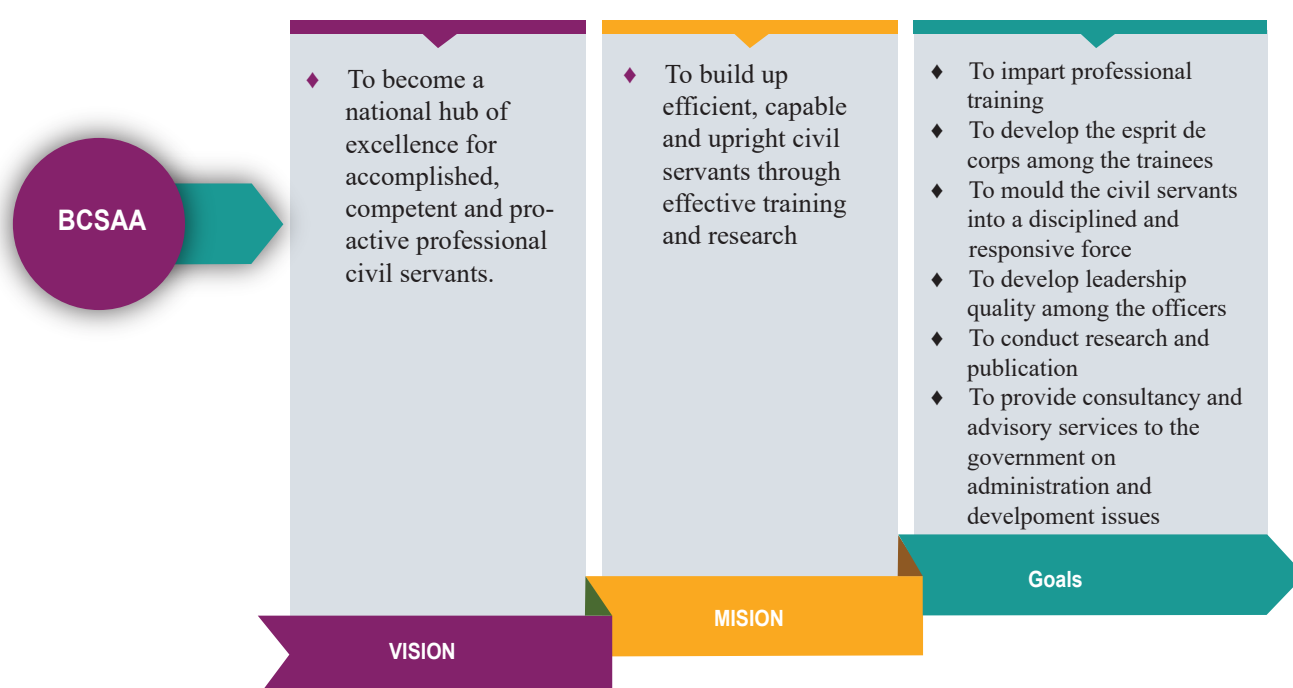 BCSAA
♦ To become a
national hub of
excellence for
accomplished,
competent and pro-
active professional
civil servants.
VISION
♦ To build up
efficient, capable
and upright civil
servants through
effective training
and research
MISION
♦ To impart professional
training
♦ To develop the esprit de
corps among the trainees
♦ To mould the civil servants
into a disciplined and
responsive force
♦ To develop leadership
quality among the officers
♦ To conduct research and
publication
♦ To provide consultancy and
advisory services to the
government on
administration and
develpoment issues
Goals